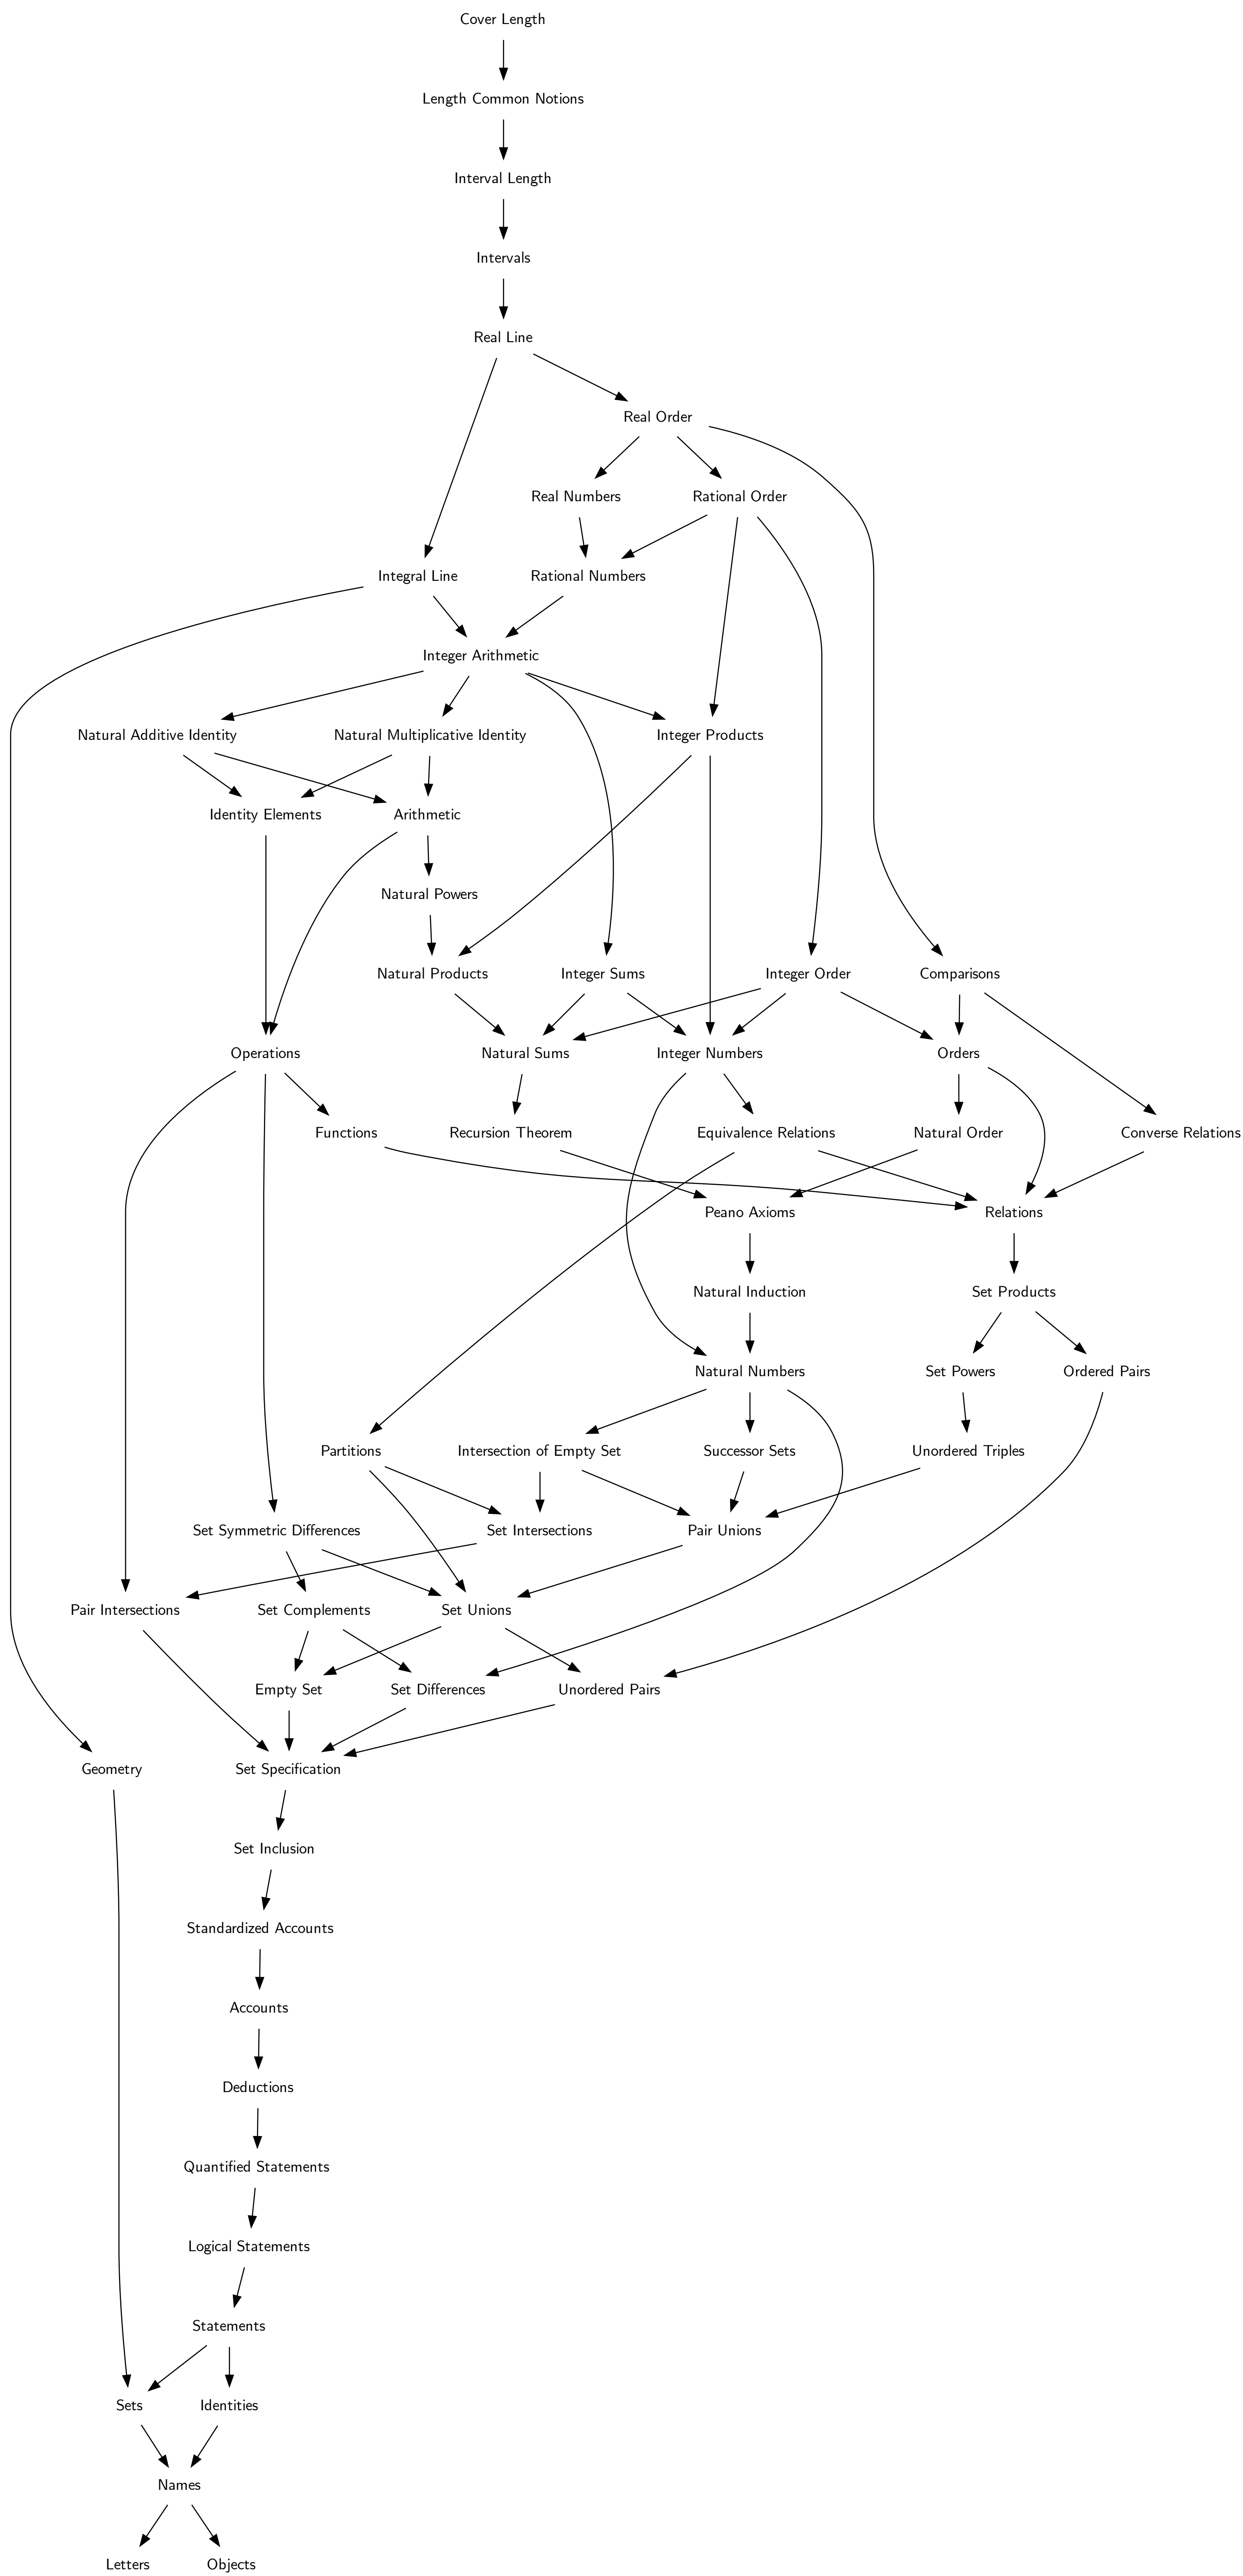 Cover Length
Length Common Notions
Interval Length
Intervals
Real Line
Real Order
Real Numbers
Rational Order
Integral Line
Rational Numbers
Integer Arithmetic
Natural Additive Identity
Natural Multiplicative Identity
Integer Products
Identity Elements
Arithmetic
Natural Powers
Natural Products
Integer Sums
Integer Order
Comparisons
Operations
Natural Sums
Integer Numbers
Orders
Functions
Recursion Theorem
Equivalence Relations
Natural Order
Converse Relations
Peano Axioms
Relations
Natural Induction
Set Products
Natural Numbers
Set Powers
Ordered Pairs
Partitions
Intersection of Empty Set
Successor Sets
Unordered Triples
Set Symmetric Differences
Set Intersections
Pair Unions
Pair Intersections
Set Complements
Set Unions
Empty Set
Set Differences
Unordered Pairs
Geometry
Set Specification
Set Inclusion
Standardized Accounts
Accounts
Deductions
Quantified Statements
Logical Statements
Statements
Sets
Identities
Names
Letters
Objects